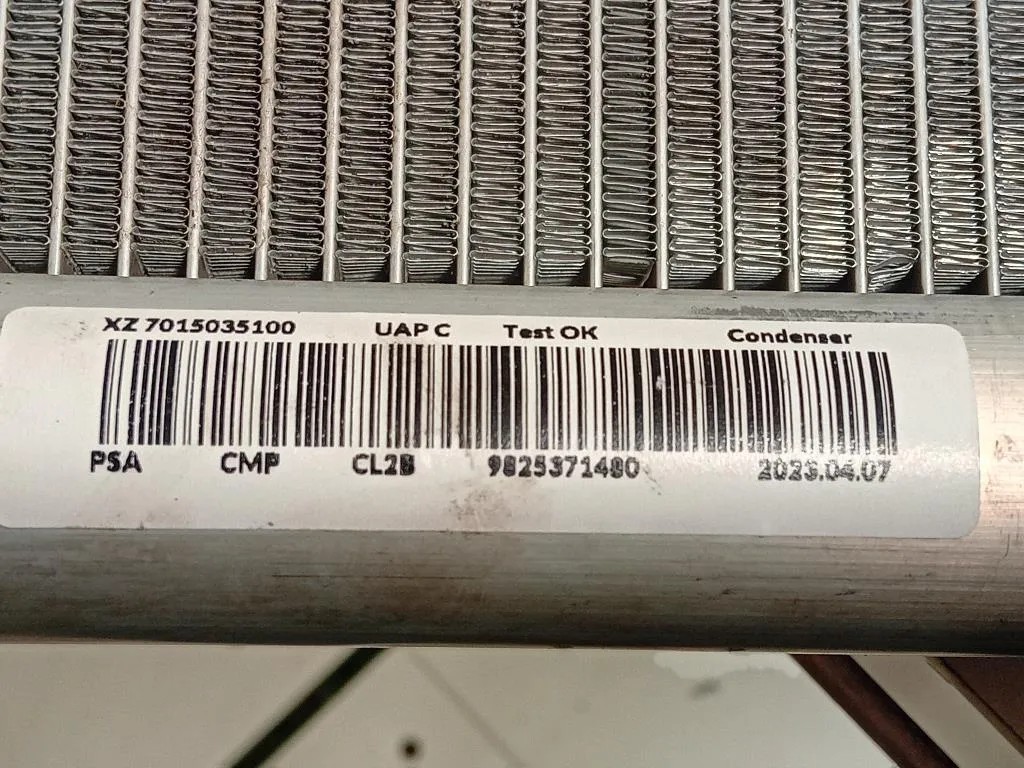 XZ 7015035100 UAP C Test OK Condenser
PSA CMP CL2B 9825371480 2023.04.07